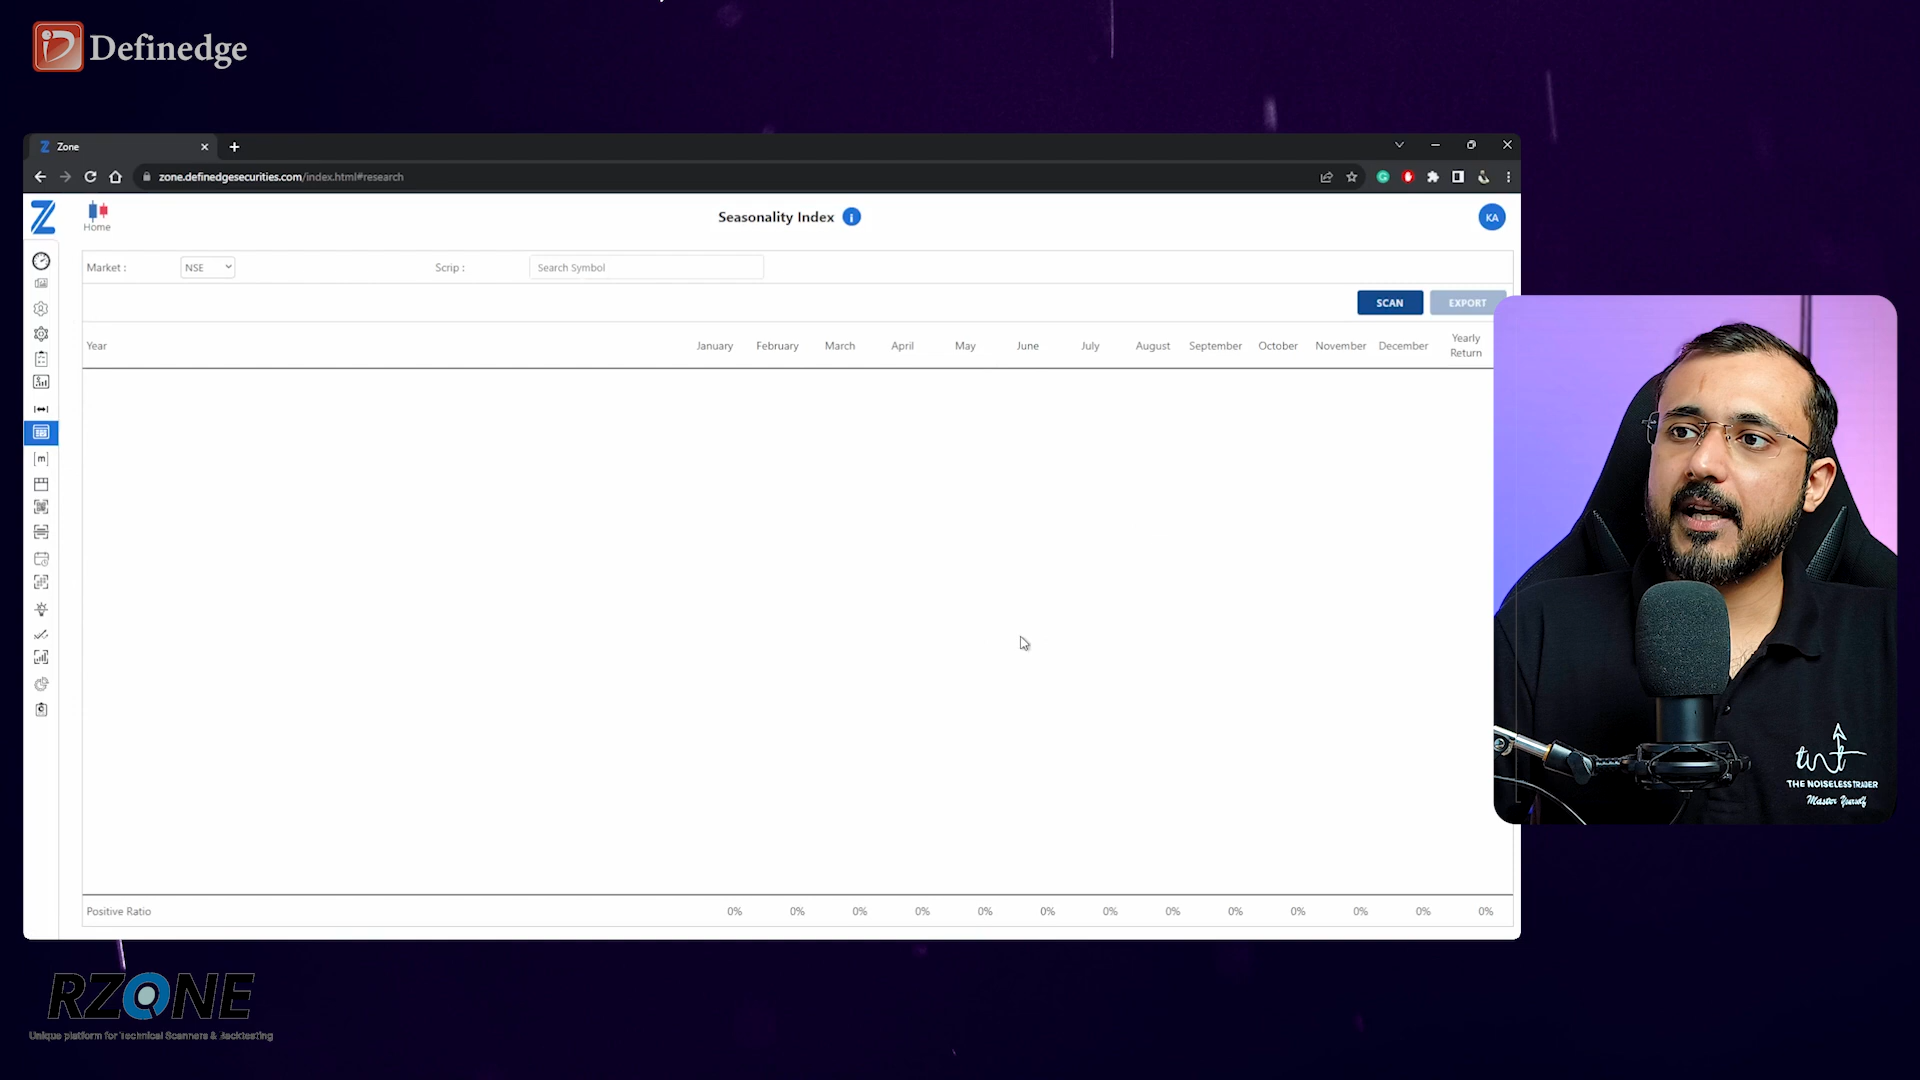 Definedge
Zone
zone.definedgesecurities.com/index.html#research
Home
Seasonality Index i
KA
Market : NSE Scrip : Search Symbol
SCAN EXPORT
Year January February March April May June July August September October November December Yearly Return
Positive Ratio 0% 0% 0% 0% 0% 0% 0% 0% 0% 0% 0% 0% 0%
twt
THE NOISELESS TRADER
Master Yourself
RZONE
Unique platform for Technical Scanners & Backtesting